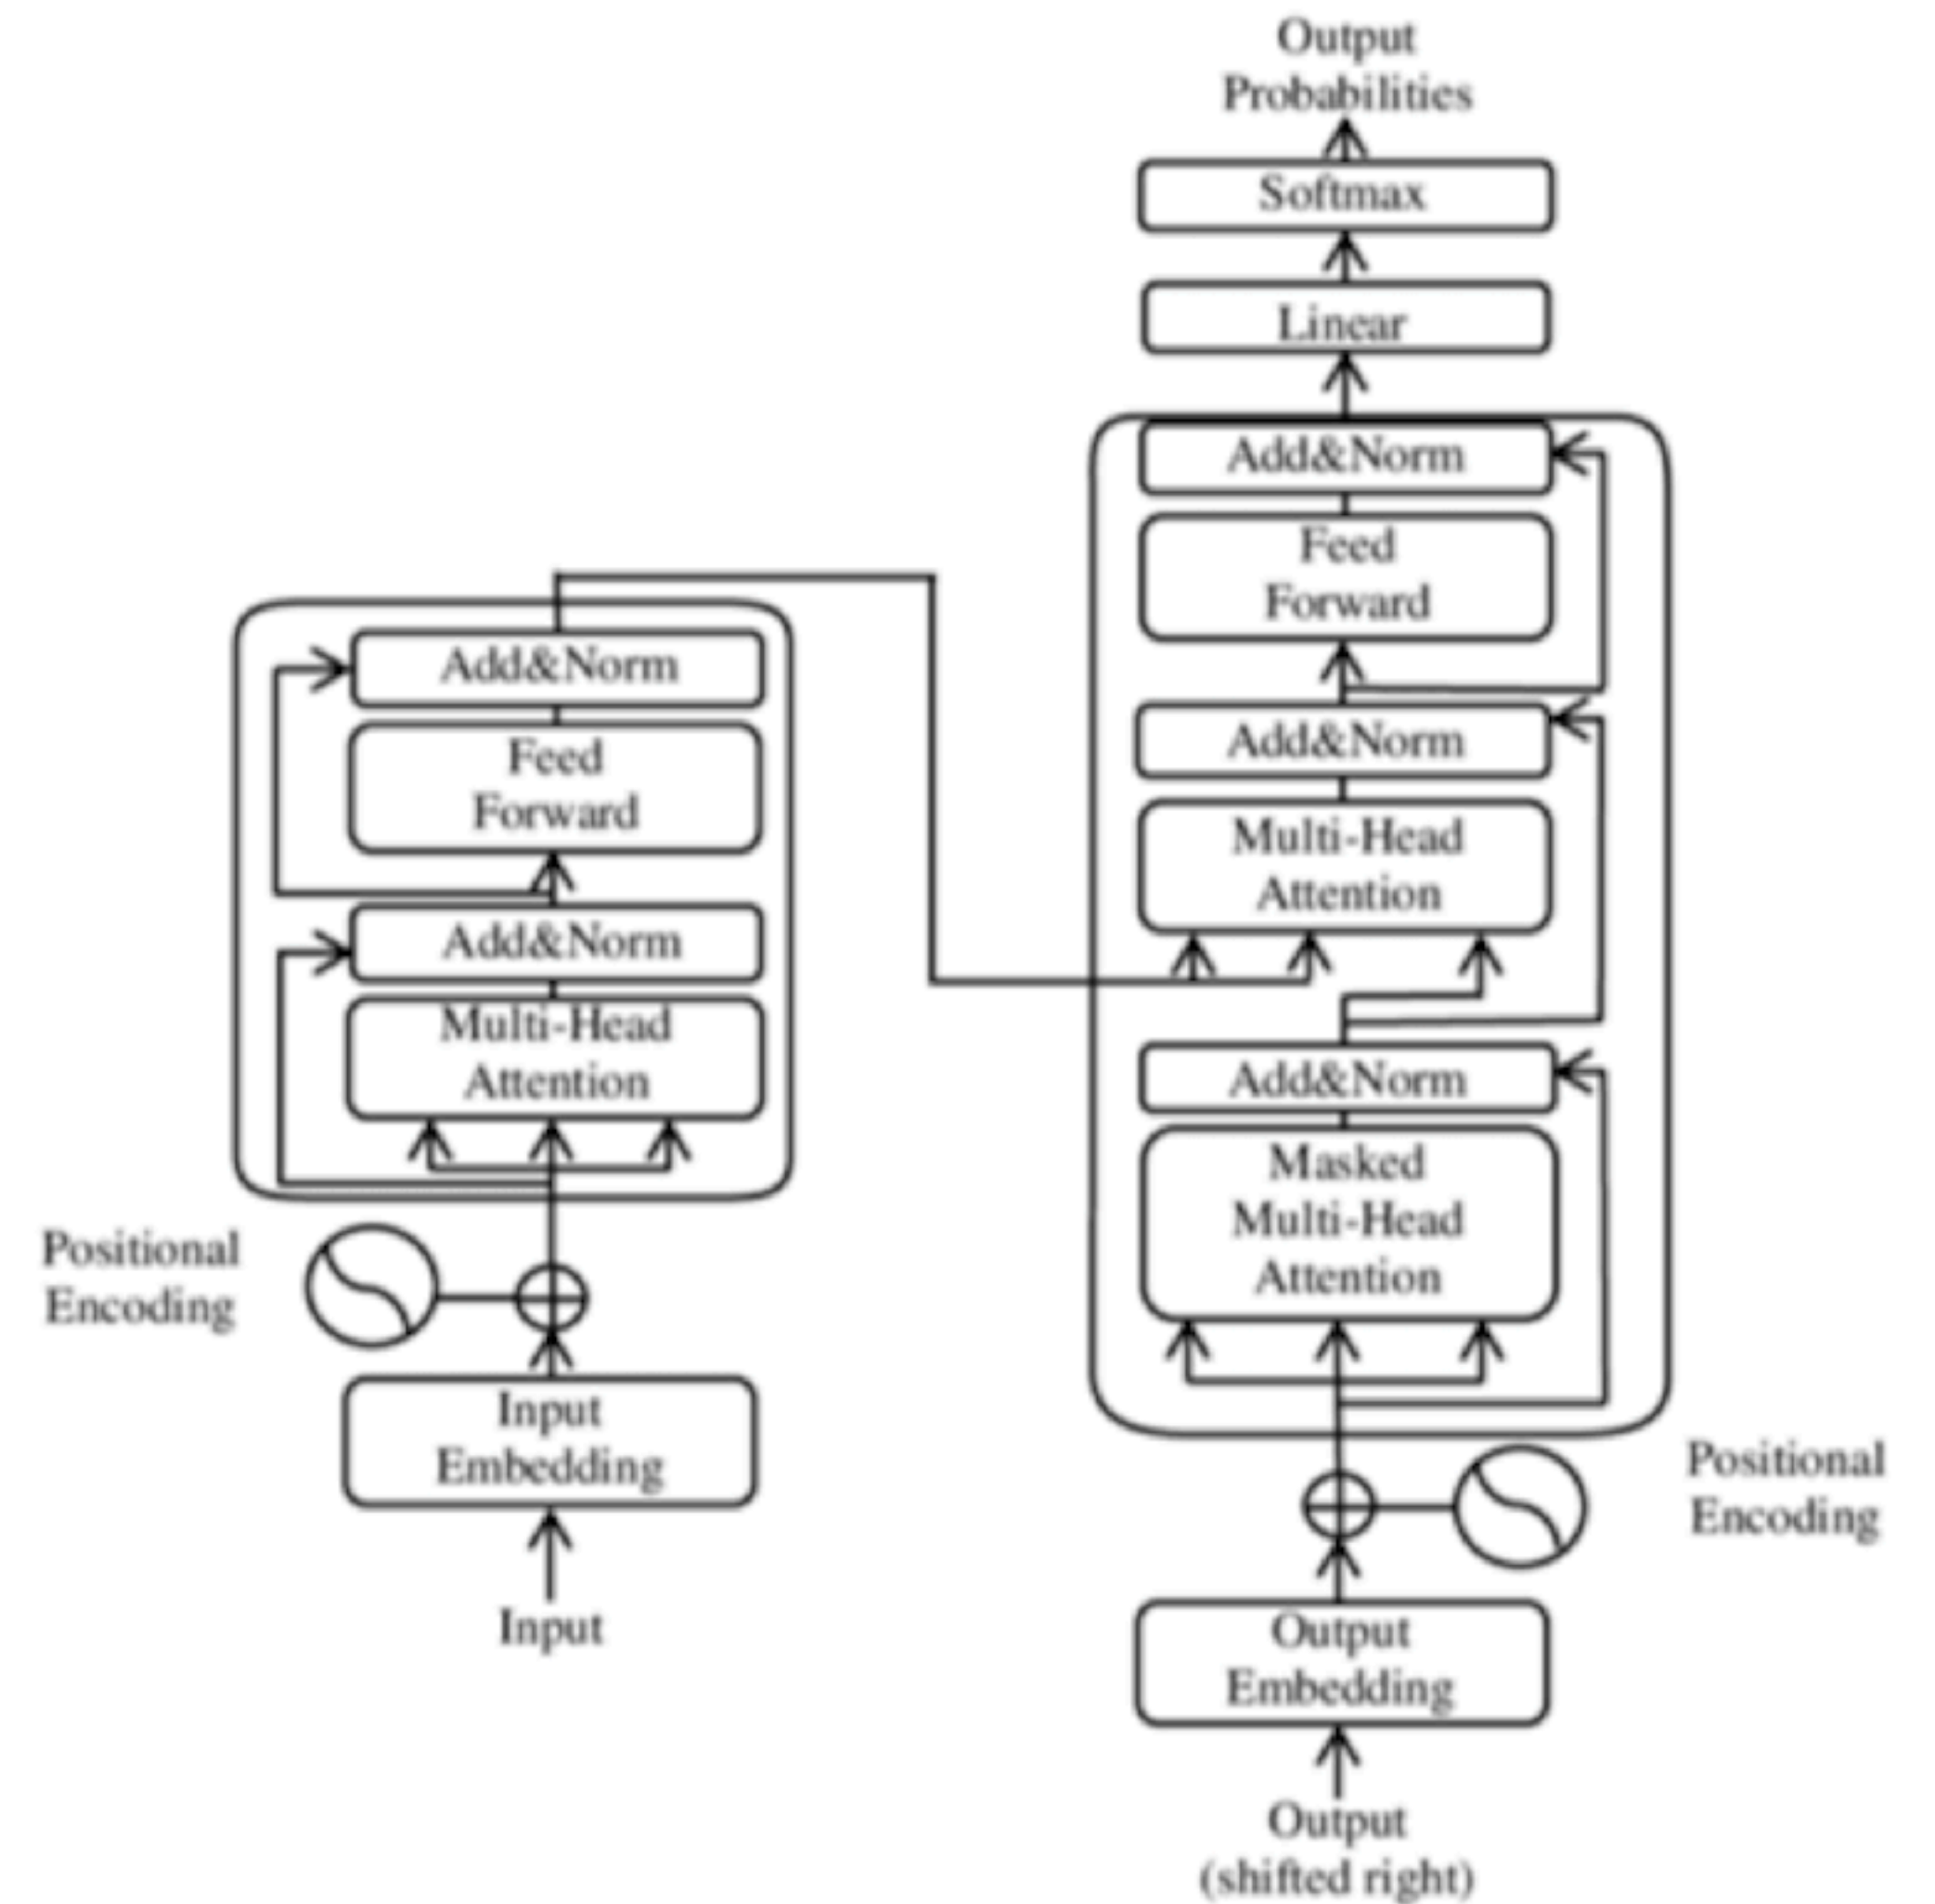 Output
Probabilities
Softmax
Linear
Add&Norm
Feed
Forward
Add&Norm
Multi-Head
Attention
Add&Norm
Masked
Multi-Head
Attention
Positional
Encoding
Output
Embedding
Output
(shifted right)
Add&Norm
Feed
Forward
Add&Norm
Multi-Head
Attention
Positional
Encoding
Input
Embedding
Input